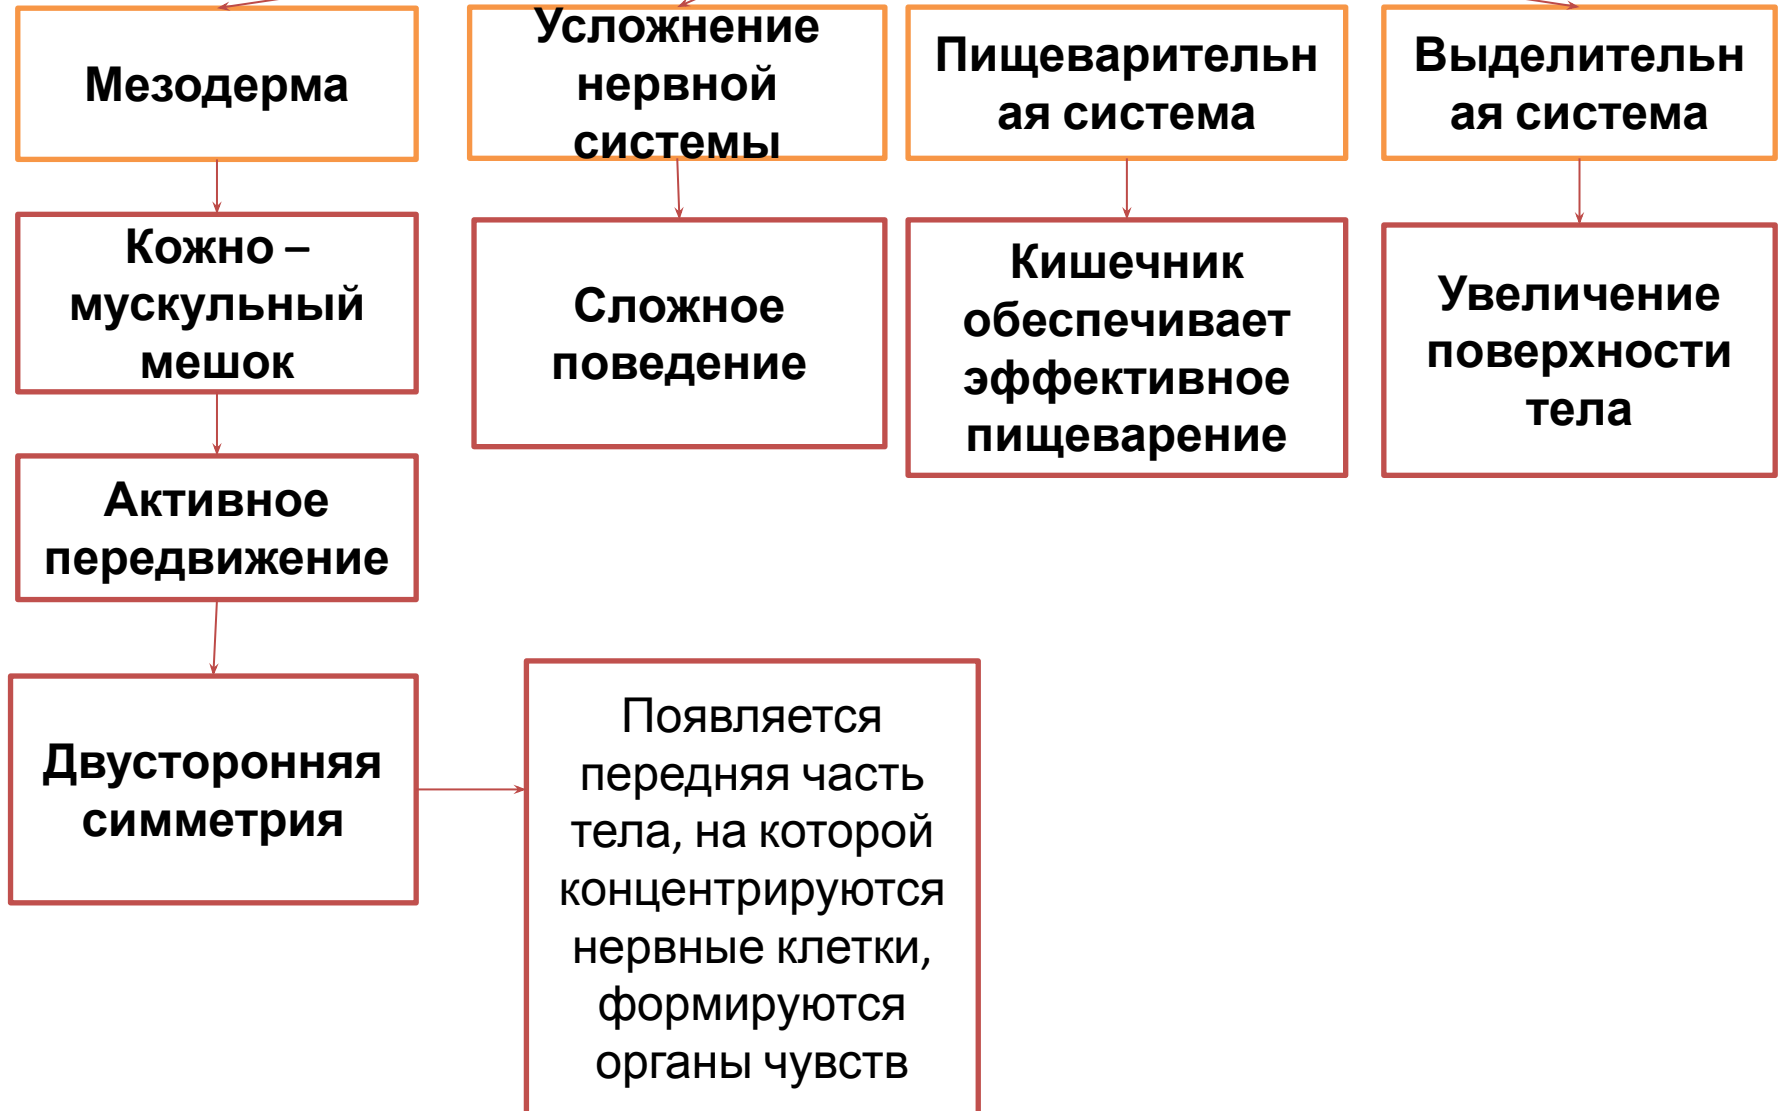 Мезодерма
Усложнение
нервной
системы
Пищеварительн
ая система
Выделительн
ая система
Кожно –
мускульный
мешок
Сложное
поведение
Кишечник
обеспечивает
эффективное
пищеварение
Увеличение
поверхности
тела
Активное
передвижение
Двусторонняя
симметрия
Появляется
передняя часть
тела, на которой
концентрируются
нервные клетки,
формируются
органы чувств